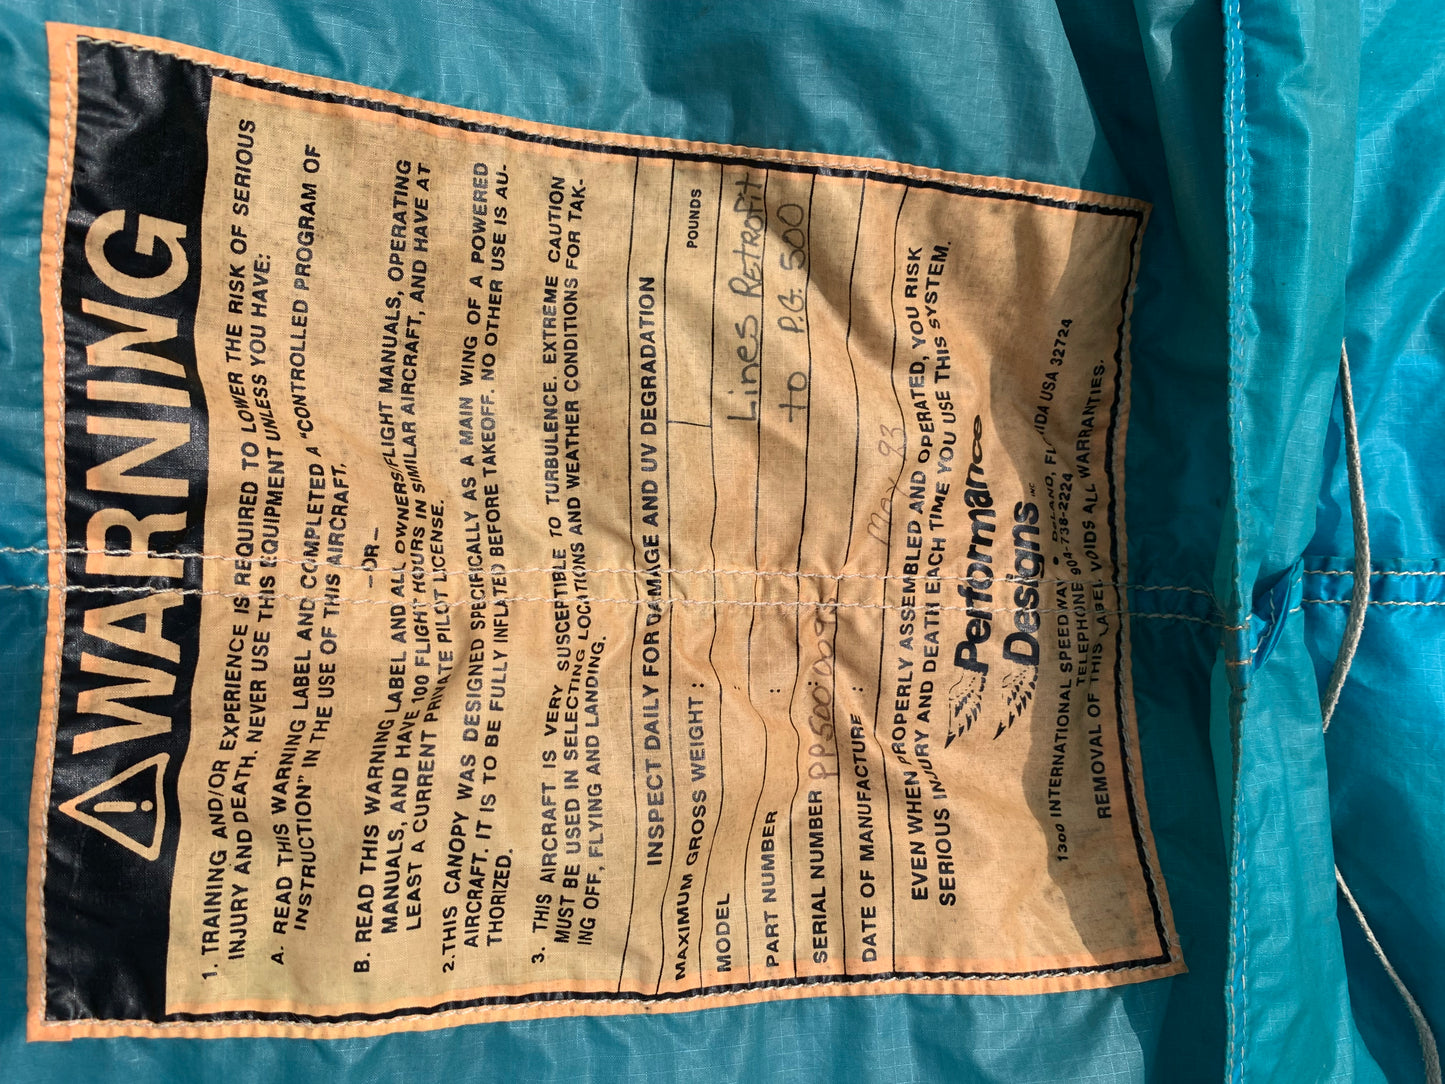 WARNING
1. TRAINING AND/OR EXPERIENCE IS REQUIRED TO LOWER THE RISK OF SERIOUS
INJURY AND DEATH. NEVER USE THIS EQUIPMENT UNLESS YOU HAVE:
A. READ THIS WARNING LABEL AND COMPLETED A "CONTROLLED PROGRAM OF
INSTRUCTION" IN THE USE OF THIS AIRCRAFT,
—OR—
B. READ THIS WARNING LABEL AND ALL OWNERS/FLIGHT MANUALS, OPERATING
MANUALS, AND HAVE 100 FLIGHT HOURS IN SIMILAR AIRCRAFT, AND HAVE AT
LEAST A CURRENT PRIVATE PILOT LICENSE.
2. THIS CANOPY WAS DESIGNED SPECIFICALLY AS A MAIN WING OF A POWERED
AIRCRAFT. IT IS TO BE FULLY INFLATED BEFORE TAKEOFF. NO OTHER USE IS AU-
THORIZED.
3. THIS AIRCRAFT IS VERY SUSCEPTIBLE TO TURBULENCE. EXTREME CAUTION
MUST BE USED IN SELECTING LOCATIONS AND WEATHER CONDITIONS FOR TAK-
ING OFF, FLYING AND LANDING.
INSPECT DAILY FOR DAMAGE AND UV DEGRADATION
MAXIMUM GROSS WEIGHT : POUNDS
MODEL : Lines Retrofit
PART NUMBER : to P.G. 500
SERIAL NUMBER :
DATE OF MANUFACTURE : May 93
EVEN WHEN PROPERLY ASSEMBLED AND OPERATED, YOU RISK
SERIOUS INJURY AND DEATH EACH TIME YOU USE THIS SYSTEM.
Performance
Designs INC
1300 INTERNATIONAL SPEEDWAY • DELAND, FLORIDA USA 32724
TELEPHONE 904-738-2224
REMOVAL OF THIS LABEL VOIDS ALL WARRANTIES.